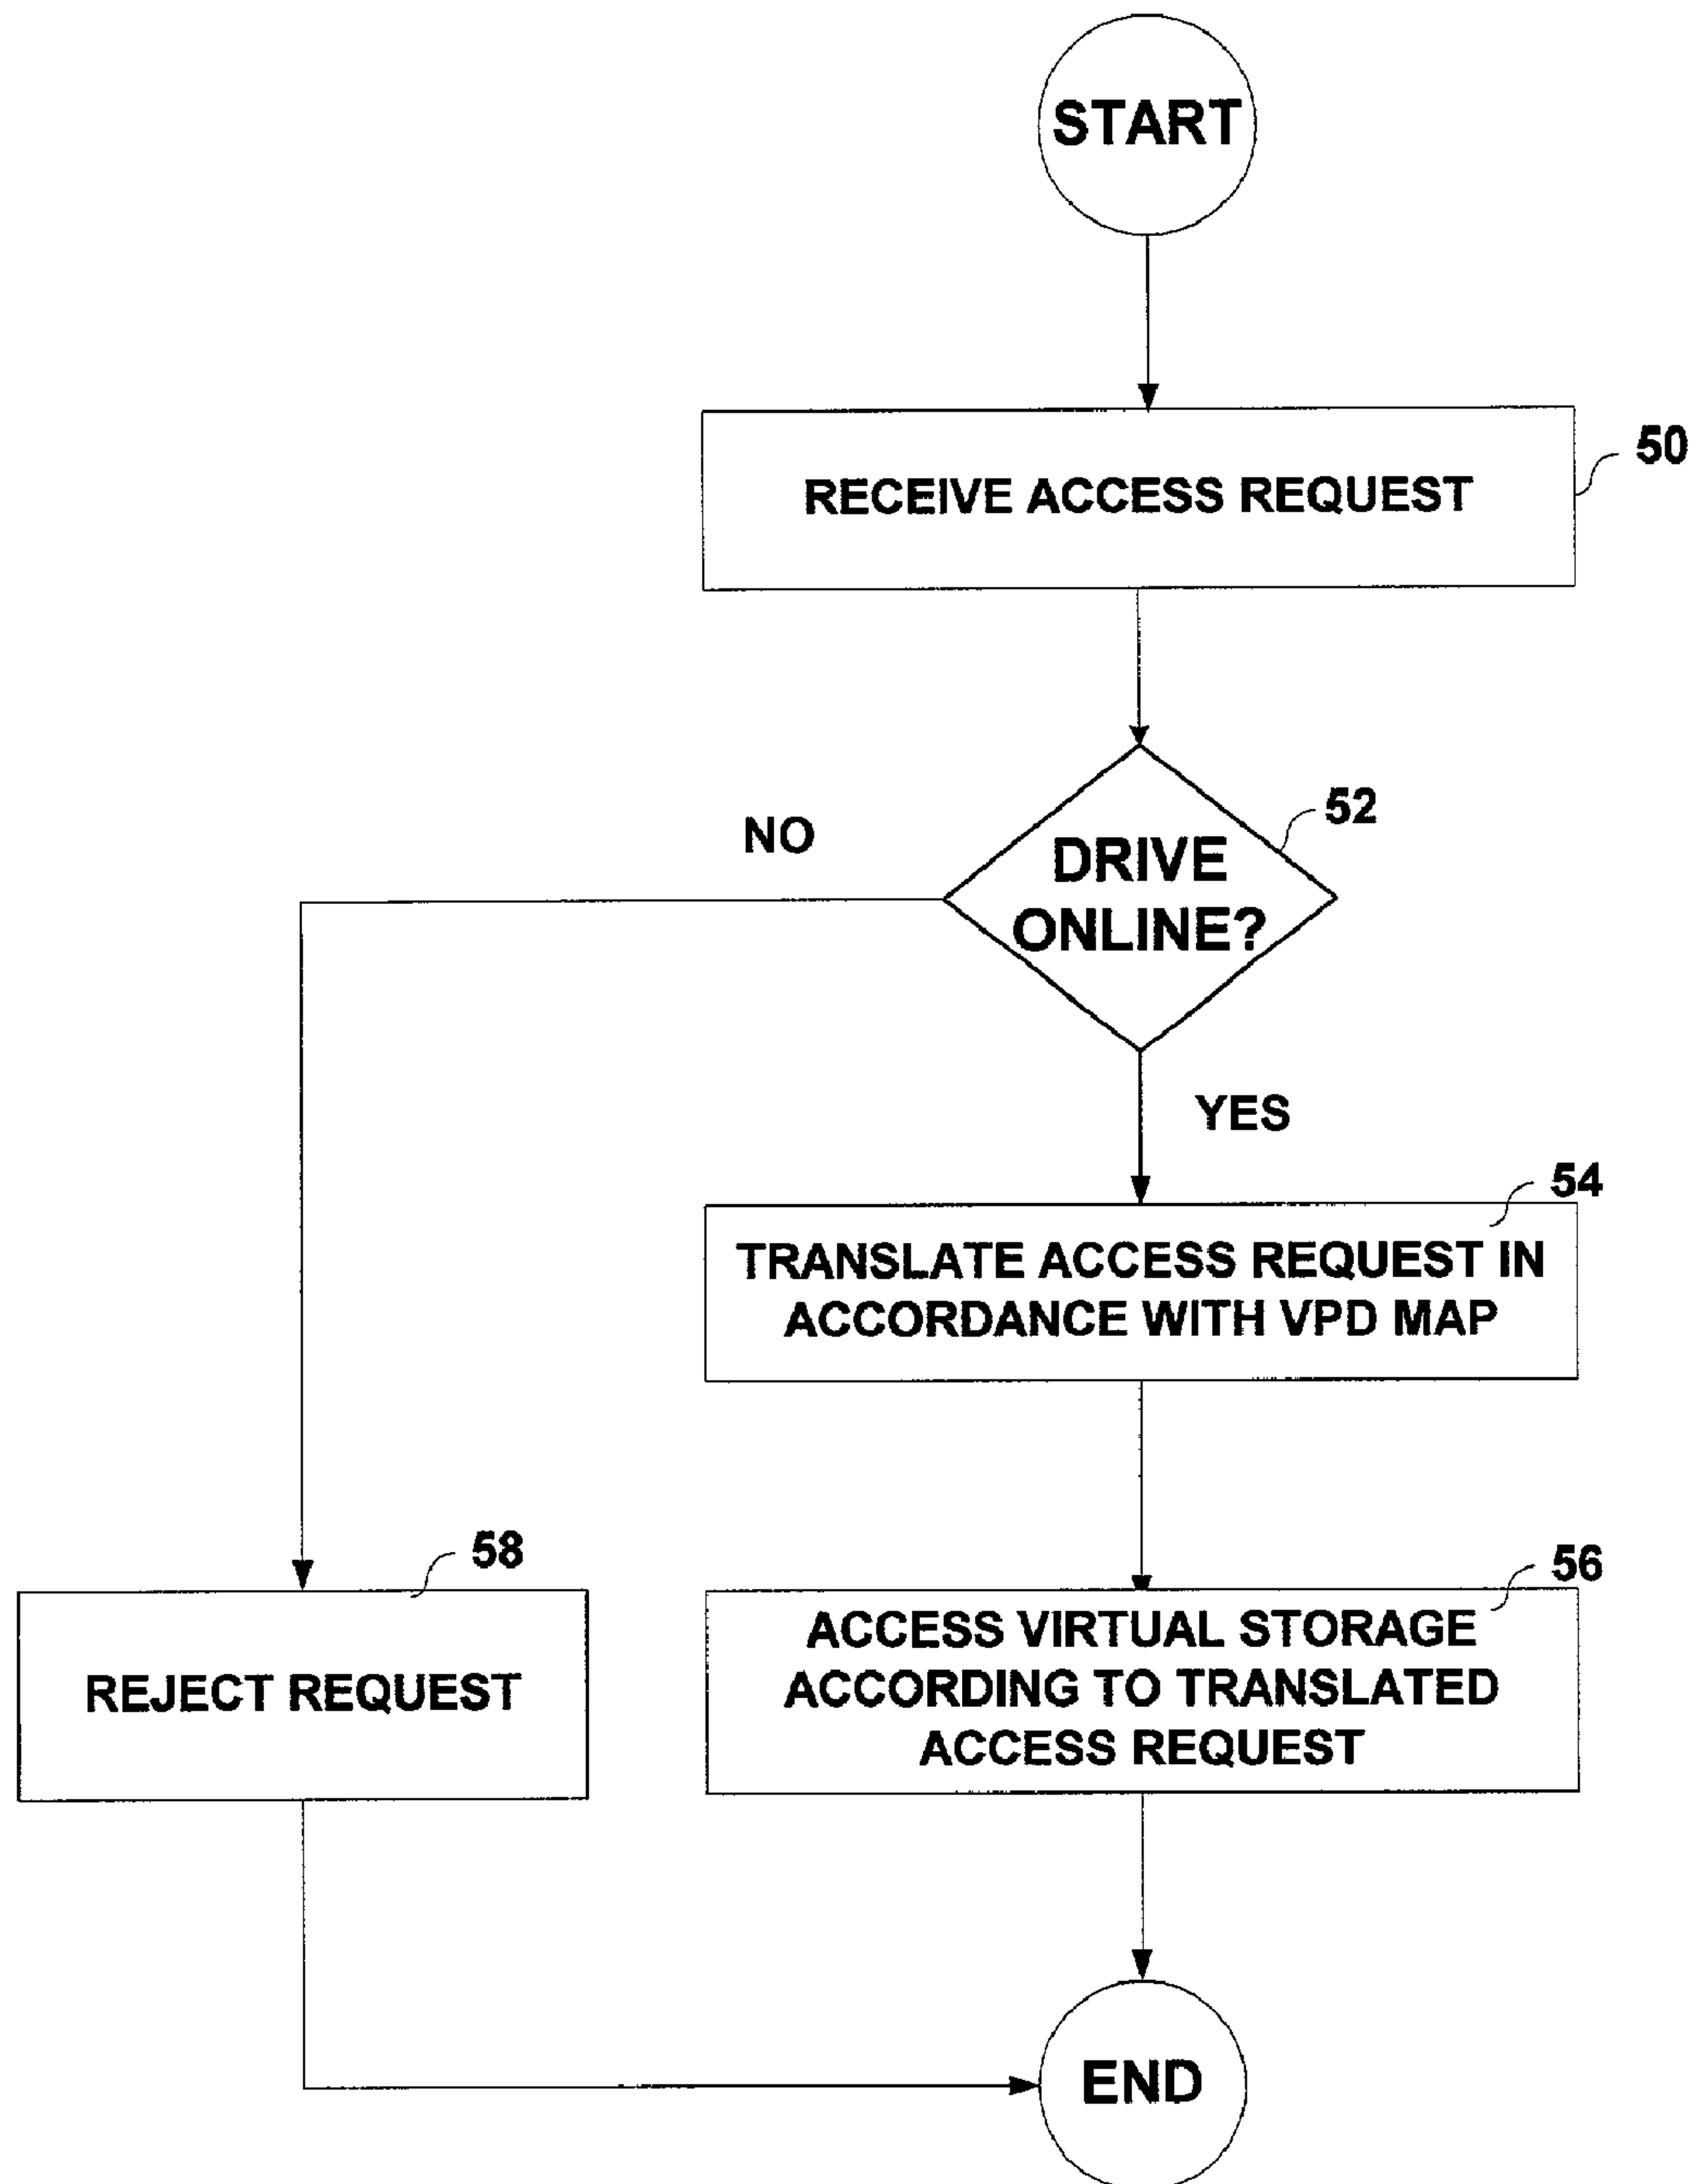 START
RECEIVE ACCESS REQUEST
50
DRIVE
ONLINE?
52
NO
YES
TRANSLATE ACCESS REQUEST IN
ACCORDANCE WITH VPD MAP
54
REJECT REQUEST
58
ACCESS VIRTUAL STORAGE
ACCORDING TO TRANSLATED
ACCESS REQUEST
56
END